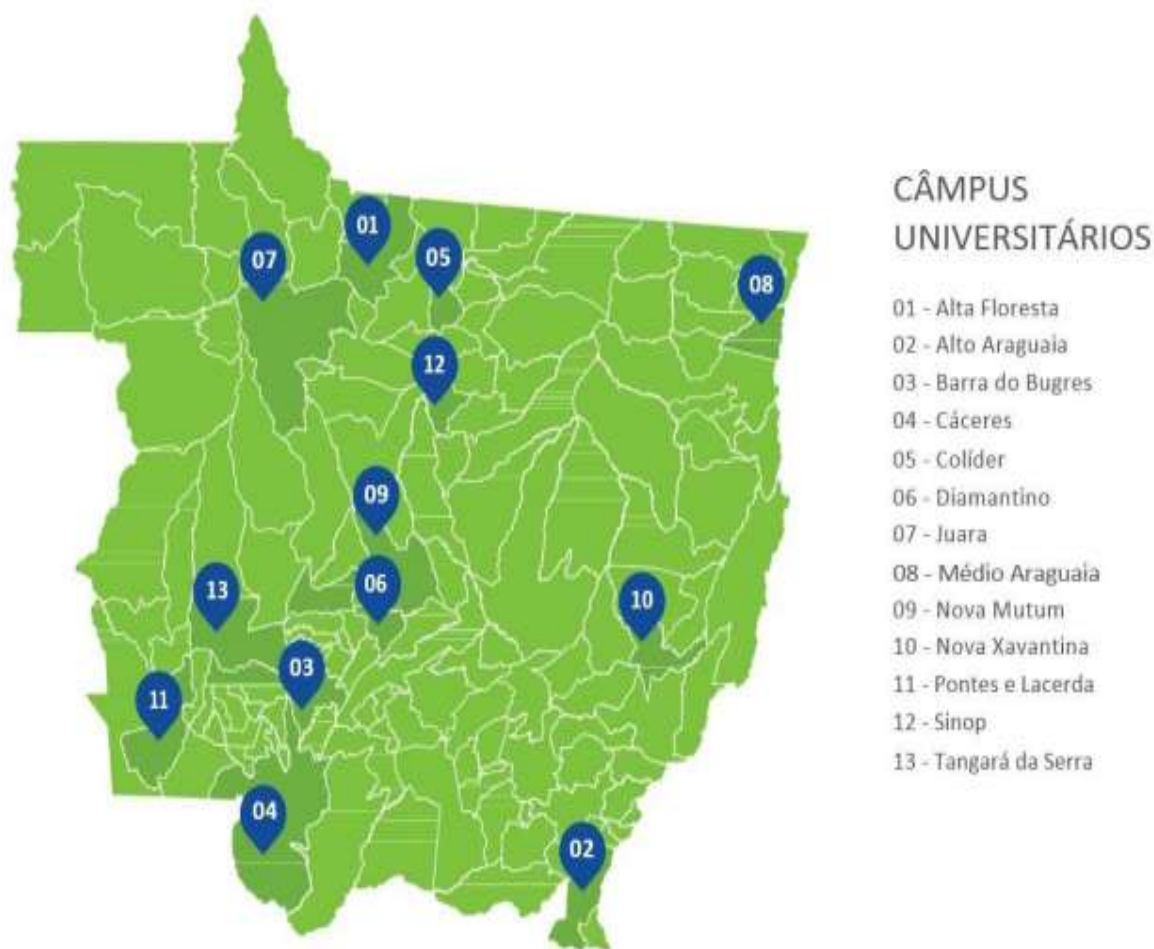 01
05
07
08
12
09
06
13
10
03
11
04
02
CÂMPUS
UNIVERSITÁRIOS
01 - Alta Floresta
02 - Alto Araguaia
03 - Barra do Bugres
04 - Cáceres
05 - Colíder
06 - Diamantino
07 - Juara
08 - Médio Araguaia
09 - Nova Mutum
10 - Nova Xavantina
11 - Pontes e Lacerda
12 - Sinop
13 - Tangará da Serra